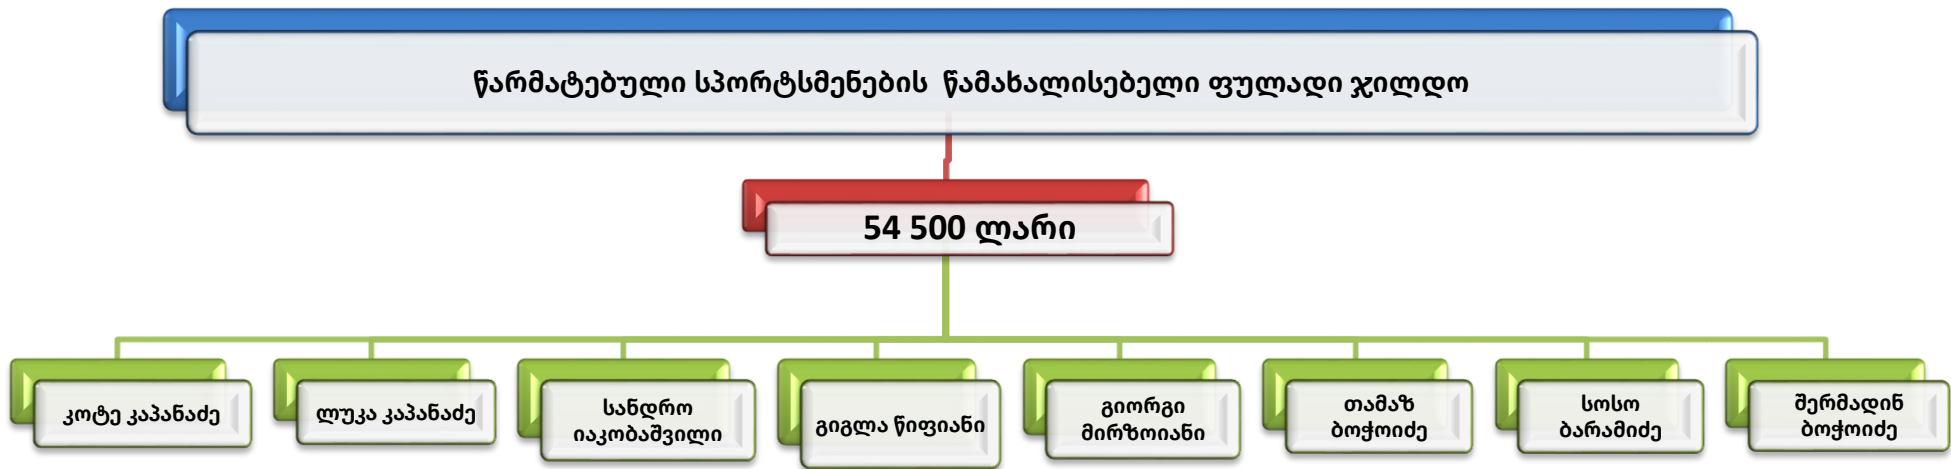 წარმატებული სპორტსმენების წამახალისებელი ფულადი ჯილდო
54 500 ლარი
კოტე კაპანაძე
ლუკა კაპანაძე
სანდრო
იაკობაშვილი
გიგლა წიფიანი
გიორგი
მირზოიანი
თამაზ
ბოჭოიძე
სოსო
ბარამიძე
შერმადინ
ბოჭოიძე